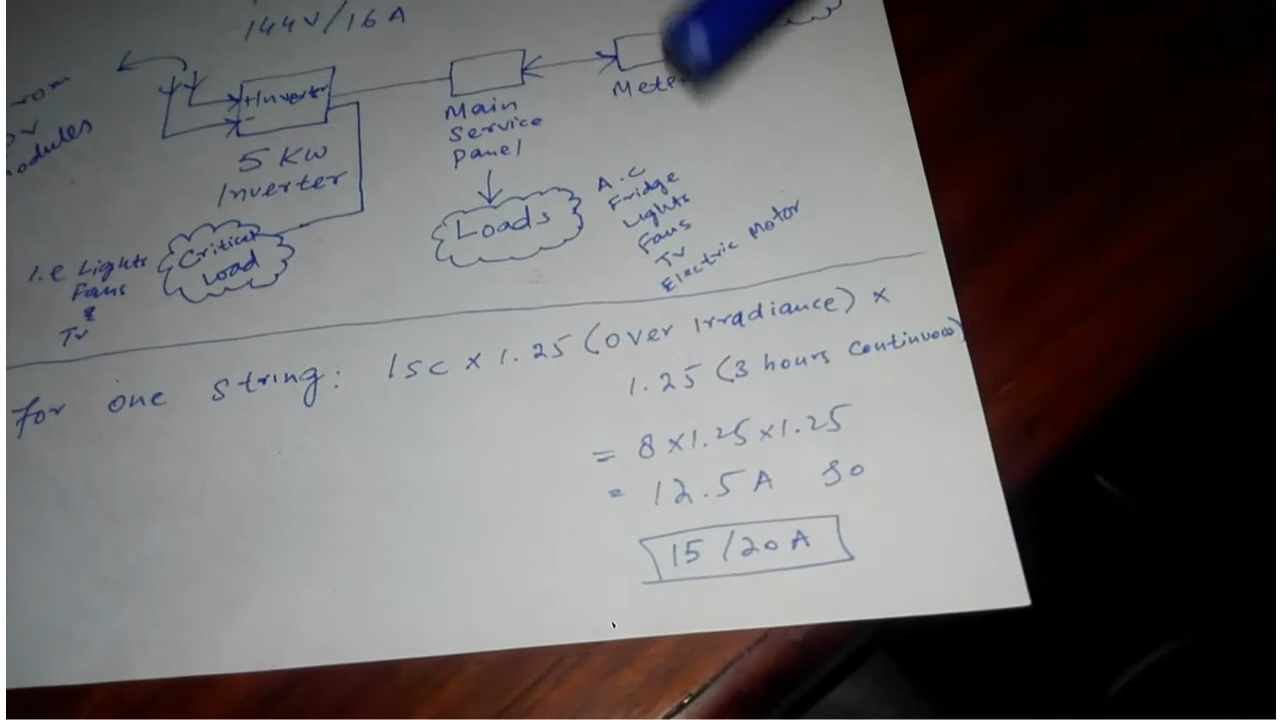 144V/16A
+Inverter
-
Main
Service
Panel
5 KW
Inverter
Loads
A.C
Fridge
Lights
Fans
Tv
Electric Motor
Critical
Load
I.e Lights
Fans
&
Tv
for one string: Isc x 1.25 (over Irradiance) x
1.25 (3 hours continuous)
= 8 x 1.25 x 1.25
= 12.5 A so
15/20A